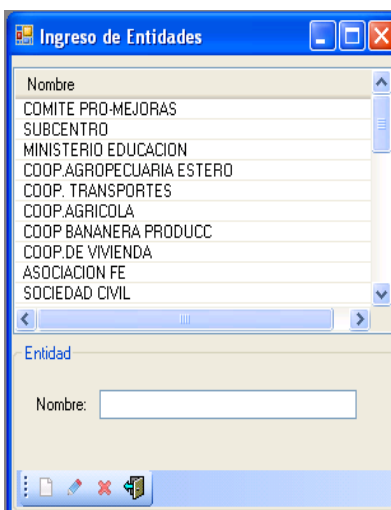 Ingreso de Entidades
Nombre
COMITE PRO-MEJORAS
SUBCENTRO
MINISTERIO EDUCACION
COOP.AGROPECUARIA ESTERO
COOP. TRANSPORTES
COOP.AGRICOLA
COOP BANANERA PRODUCC
COOP.DE VIVIENDA
ASOCIACION FE
SOCIEDAD CIVIL
Entidad
Nombre: